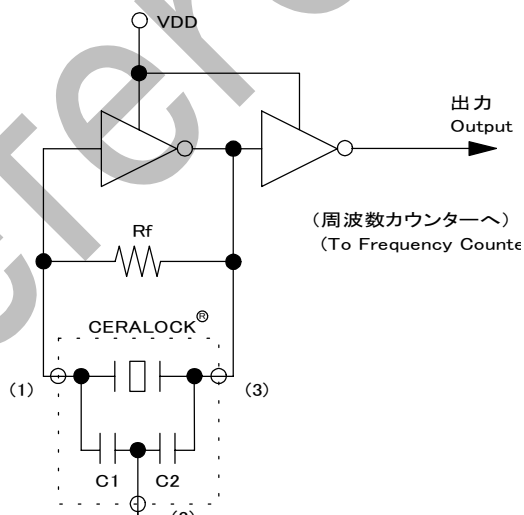 VDD
出力
Output
(周波数カウンターへ)
(To Frequency Counte
Rf
CERALOCK®
(1)
(3)
C1
C2